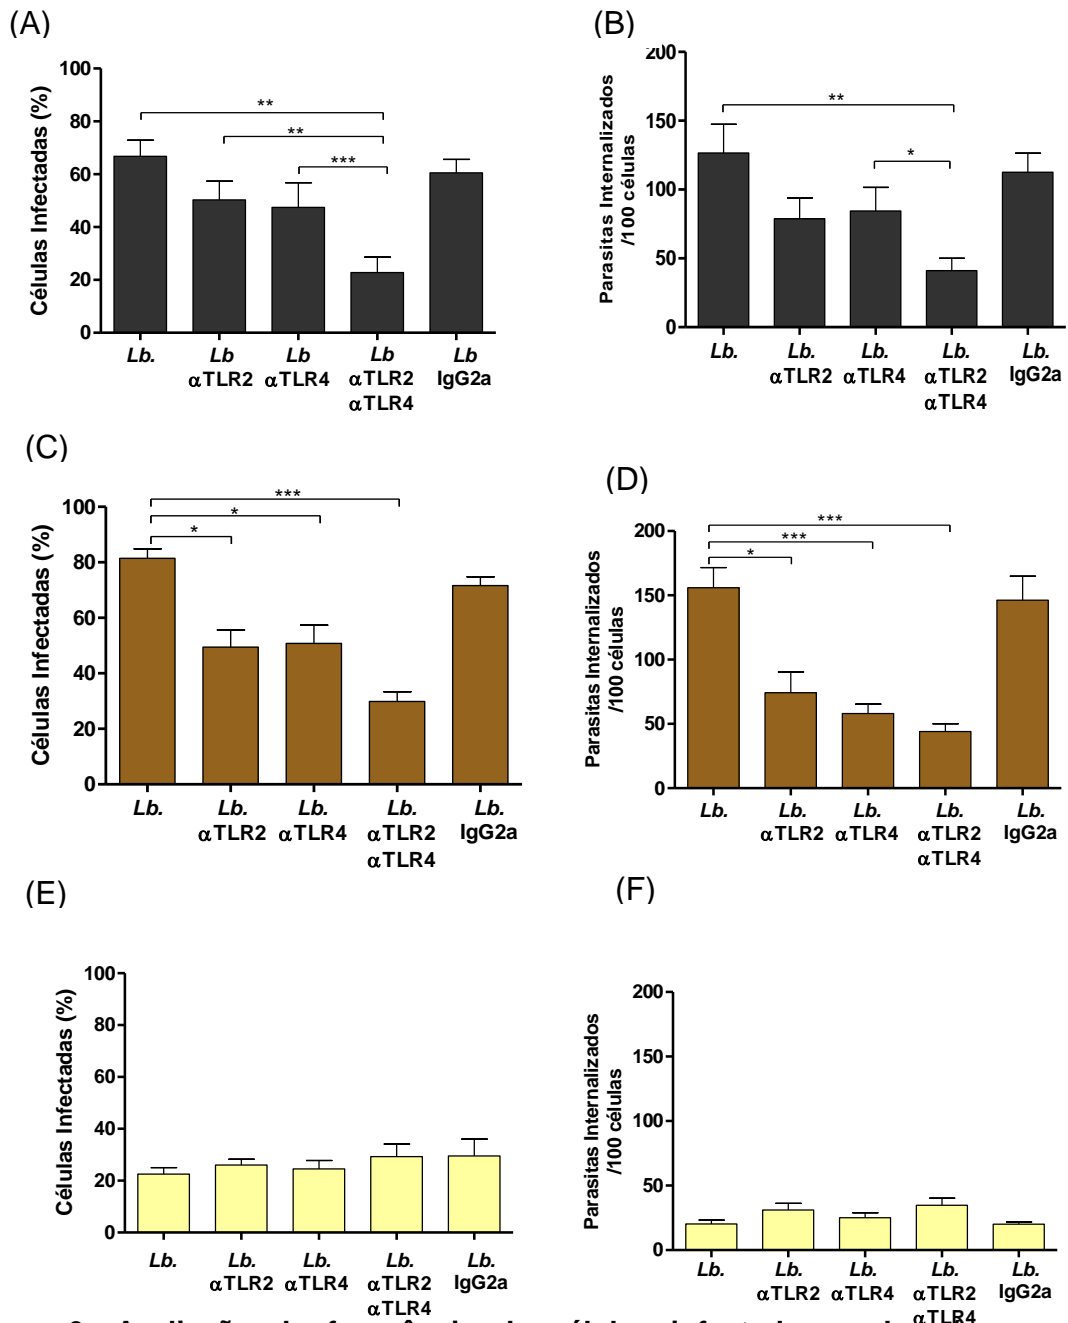 (A)
Células Infectadas (%)
100
80
60
40
20
0
**
**
***
Lb. Lb Lb Lb Lb
αTLR2 αTLR4 αTLR2 IgG2a
αTLR4
(B)
Parasitas Internalizados
/100 células
200
150
100
50
0
**
*
Lb. Lb. Lb. Lb. Lb.
αTLR2 αTLR4 αTLR2 IgG2a
αTLR4
(C)
Células Infectadas (%)
100
80
60
40
20
0
***
*
*
Lb. Lb. Lb. Lb. Lb.
αTLR2 αTLR4 αTLR2 IgG2a
αTLR4
(D)
Parasitas Internalizados
/100 células
200
150
100
50
0
***
***
*
Lb. Lb. Lb. Lb. Lb.
αTLR2 αTLR4 αTLR2 IgG2a
αTLR4
(E)
Células Infectadas (%)
100
80
60
40
20
0
Lb. Lb. Lb. Lb. Lb.
αTLR2 αTLR4 αTLR2 IgG2a
αTLR4
(F)
Parasitas Internalizados
/100 células
200
150
100
50
0
Lb. Lb. Lb. Lb. Lb.
αTLR2 αTLR4 αTLR2 IgG2a
αTLR4